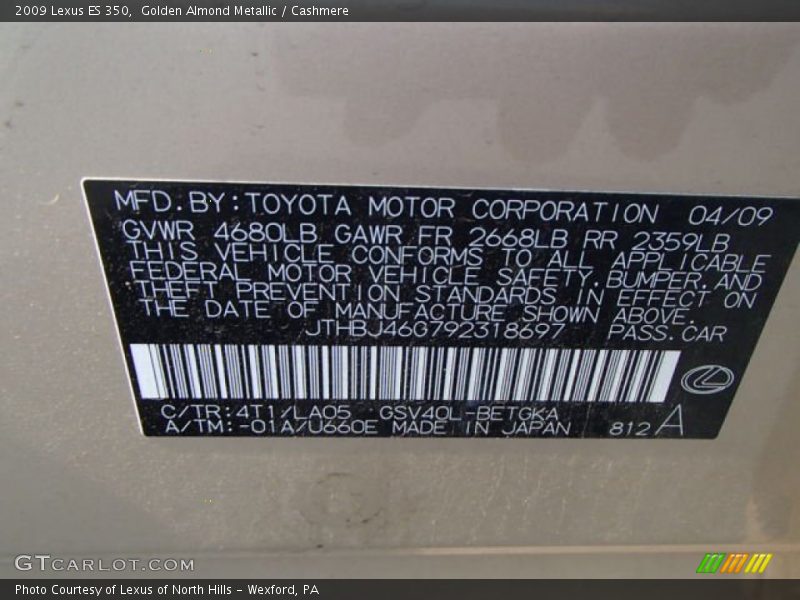 2009 Lexus ES 350,  Golden Almond Metallic / Cashmere
MFD.BY:TOYOTA MOTOR CORPORATION 04/09
GVWR 4680LB GAWR FR 2668LB RR 2359LB
THIS VEHICLE CONFORMS TO ALL APPLICABLE
FEDERAL MOTOR VEHICLE SAFETY,BUMPER,AND
THEFT PREVENTION STANDARDS IN EFFECT ON
THE DATE OF MANUFACTURE SHOWN ABOVE.
JTHBJ46G792318697 PASS.CAR
C/TR:4T1/LA05 GSV40L-BETGKA
A/TM:-01A/U660E MADE IN JAPAN 812 A
GTCARLOT.COM
Photo Courtesy of Lexus of North Hills - Wexford, PA